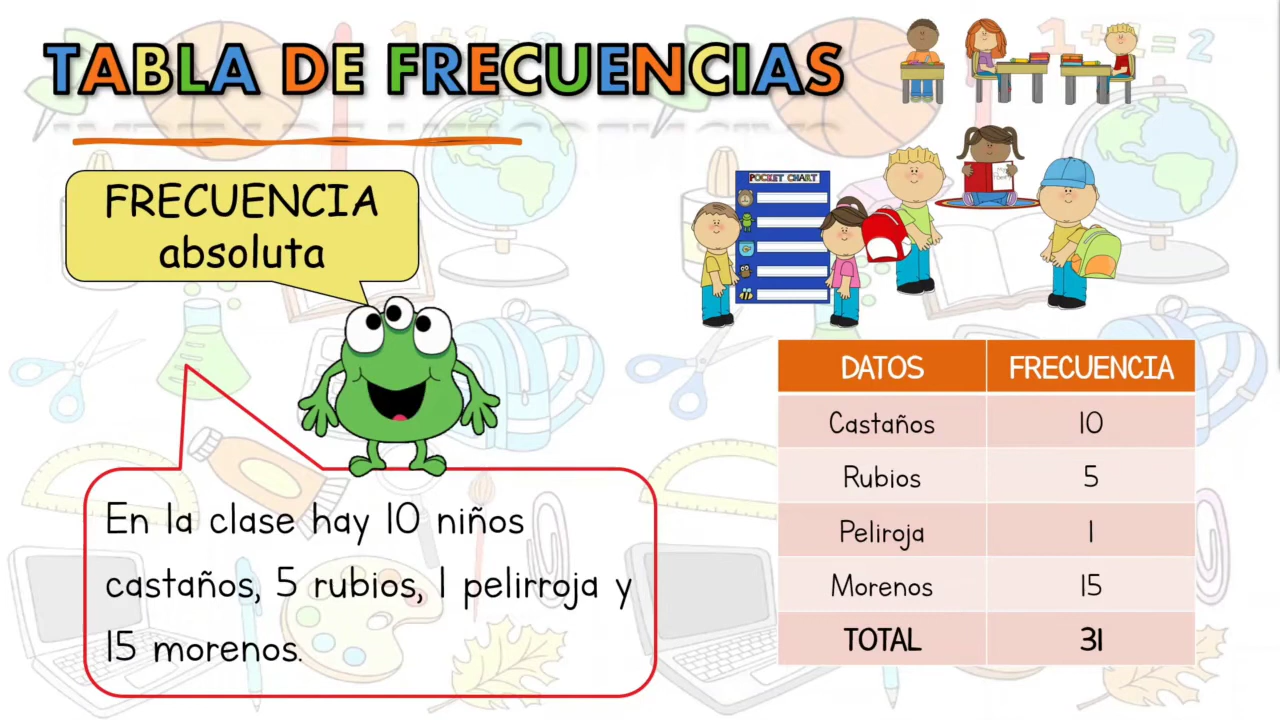 TABLA DE FRECUENCIAS
FRECUENCIA
absoluta
En la clase hay 10 niños
castaños, 5 rubios, 1 pelirroja y
15 morenos.
POCKET CHART
DATOS FRECUENCIA
Castaños 10
Rubios 5
Peliroja 1
Morenos 15
TOTAL 31